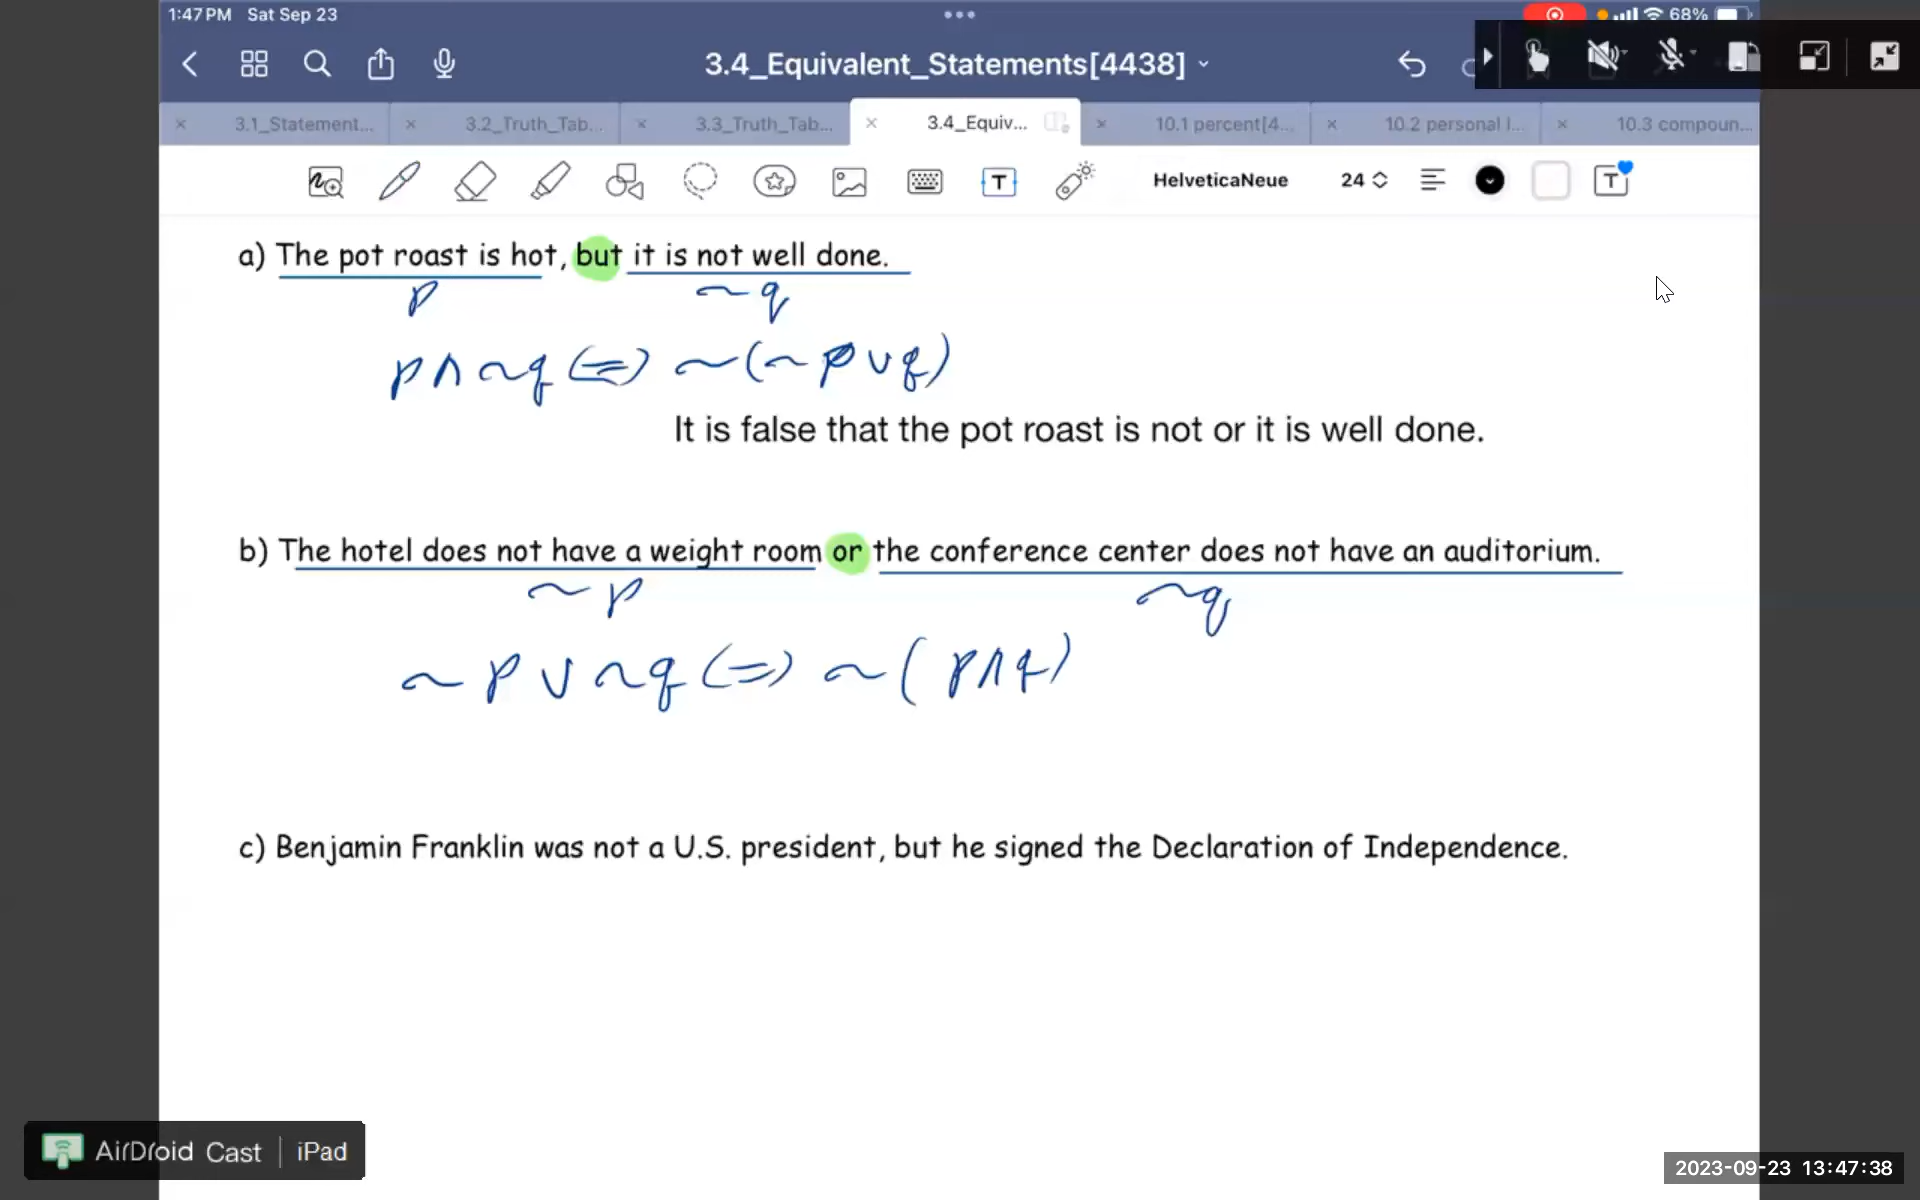 1:47 PM Sat Sep 23
68%
3.4_Equivalent_Statements[4438]
3.1_Statement... 3.2_Truth_Tab... 3.3_Truth_Tab... 3.4_Equiv... 10.1 percent[4... 10.2 personal l... 10.3 compoun...
HelveticaNeue 24
a) The pot roast is hot, but it is not well done.
p ~q
p ∧ ~q (=) ~(~p ∨ q)
It is false that the pot roast is not or it is well done.
b) The hotel does not have a weight room or the conference center does not have an auditorium.
~p ~q
~p ∨ ~q (=) ~(p ∧ q)
c) Benjamin Franklin was not a U.S. president, but he signed the Declaration of Independence.
AirDroid Cast | iPad
2023-09-23 13:47:38